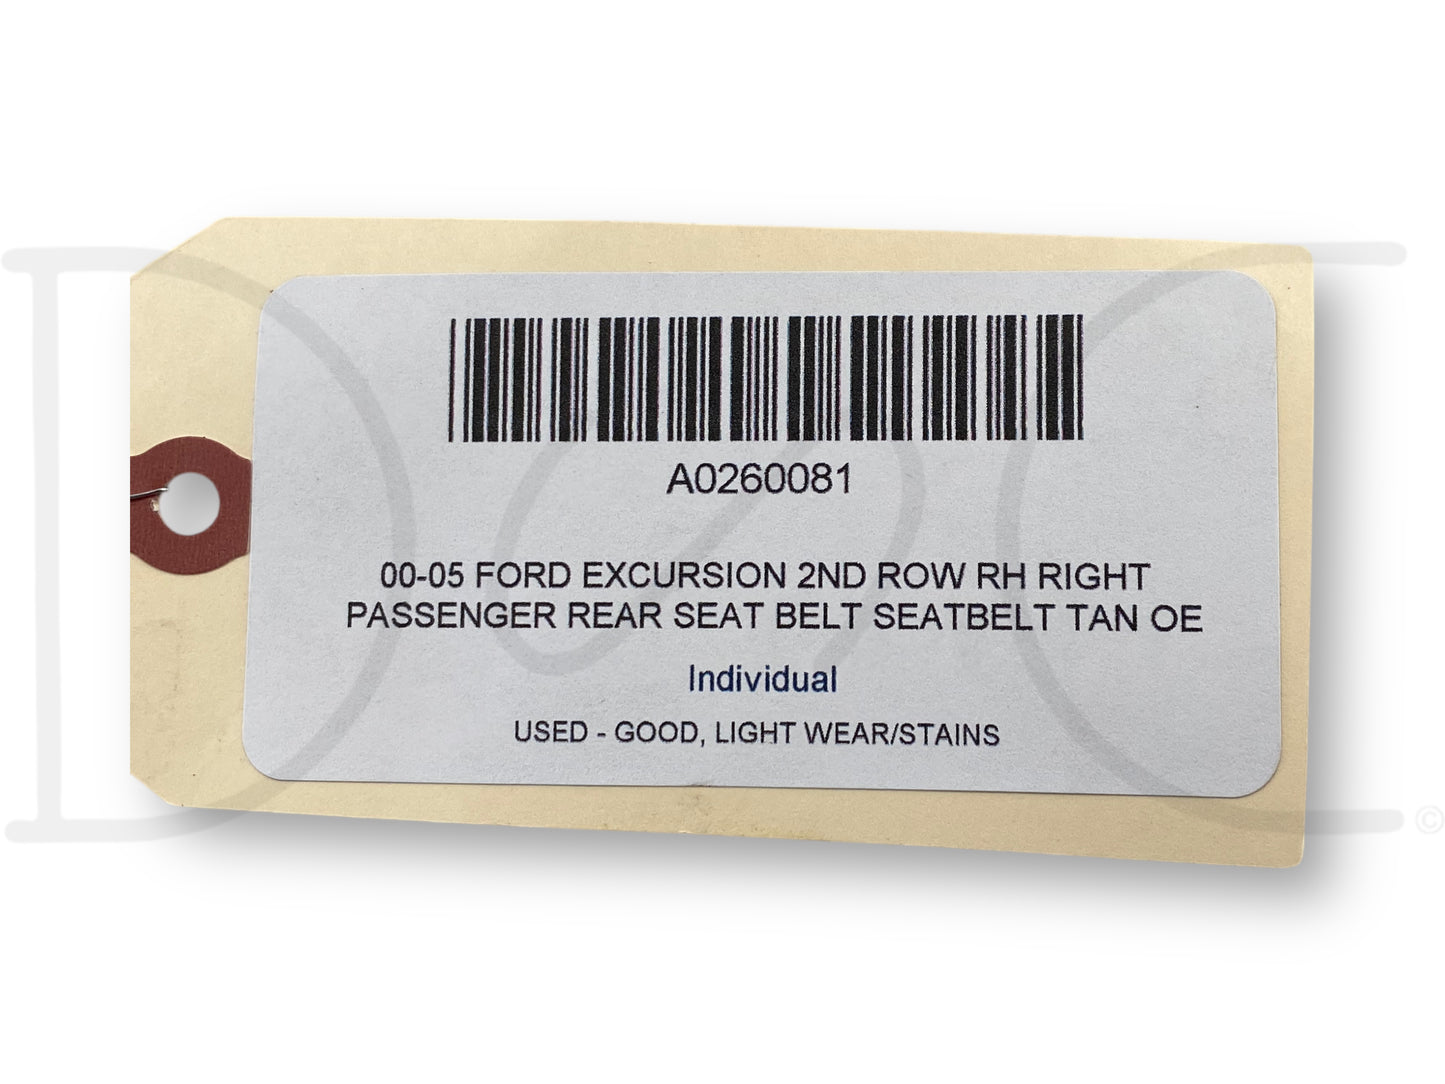 A0260081
00-05 FORD EXCURSION 2ND ROW RH RIGHT
PASSENGER REAR SEAT BELT SEATBELT TAN OE
Individual
USED - GOOD, LIGHT WEAR/STAINS
©